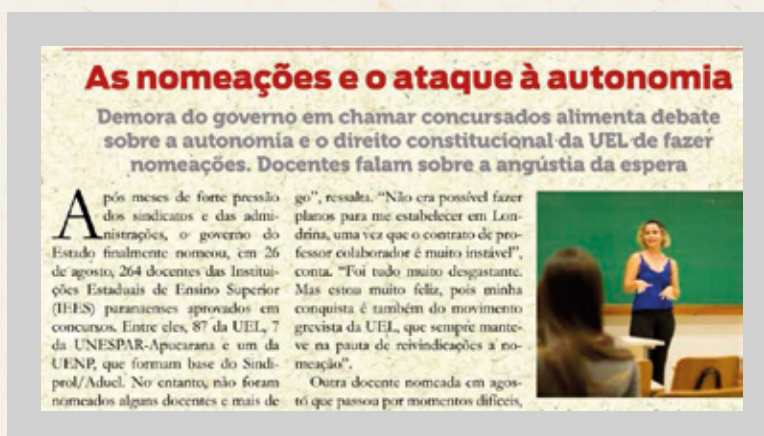 As nomeações e o ataque à autonomia
Demora do governo em chamar concursados alimenta debate
sobre a autonomia e o direito constitucional da UEL de fazer
nomeações. Docentes falam sobre a angústia da espera
Após meses de forte pressão
dos sindicatos e das admi-
nistrações, o governo do
Estado finalmente nomeou, em 26
de agosto, 264 docentes das Institui-
ções Estaduais de Ensino Superior
(IEES) paranaenses aprovados em
concursos. Entre eles, 87 da UEL, 7
da UNESPAR-Apucarana e um da
UENP, que formam base do Sindi-
prol/Aduel. No entanto, não foram
nomeados alguns docentes e mais de
go”, ressalta. “Não era possível fazer
planos para me estabelecer em Lon-
drina, uma vez que o contrato de pro-
fessor colaborador é muito instável”,
conta. “Foi tudo muito desgastante.
Mas estou muito feliz, pois minha
conquista é também do movimento
grevista da UEL, que sempre mante-
ve na pauta de reivindicações a no-
meação”.
Outra docente nomeada em agos-
to que passou por momentos difíceis,